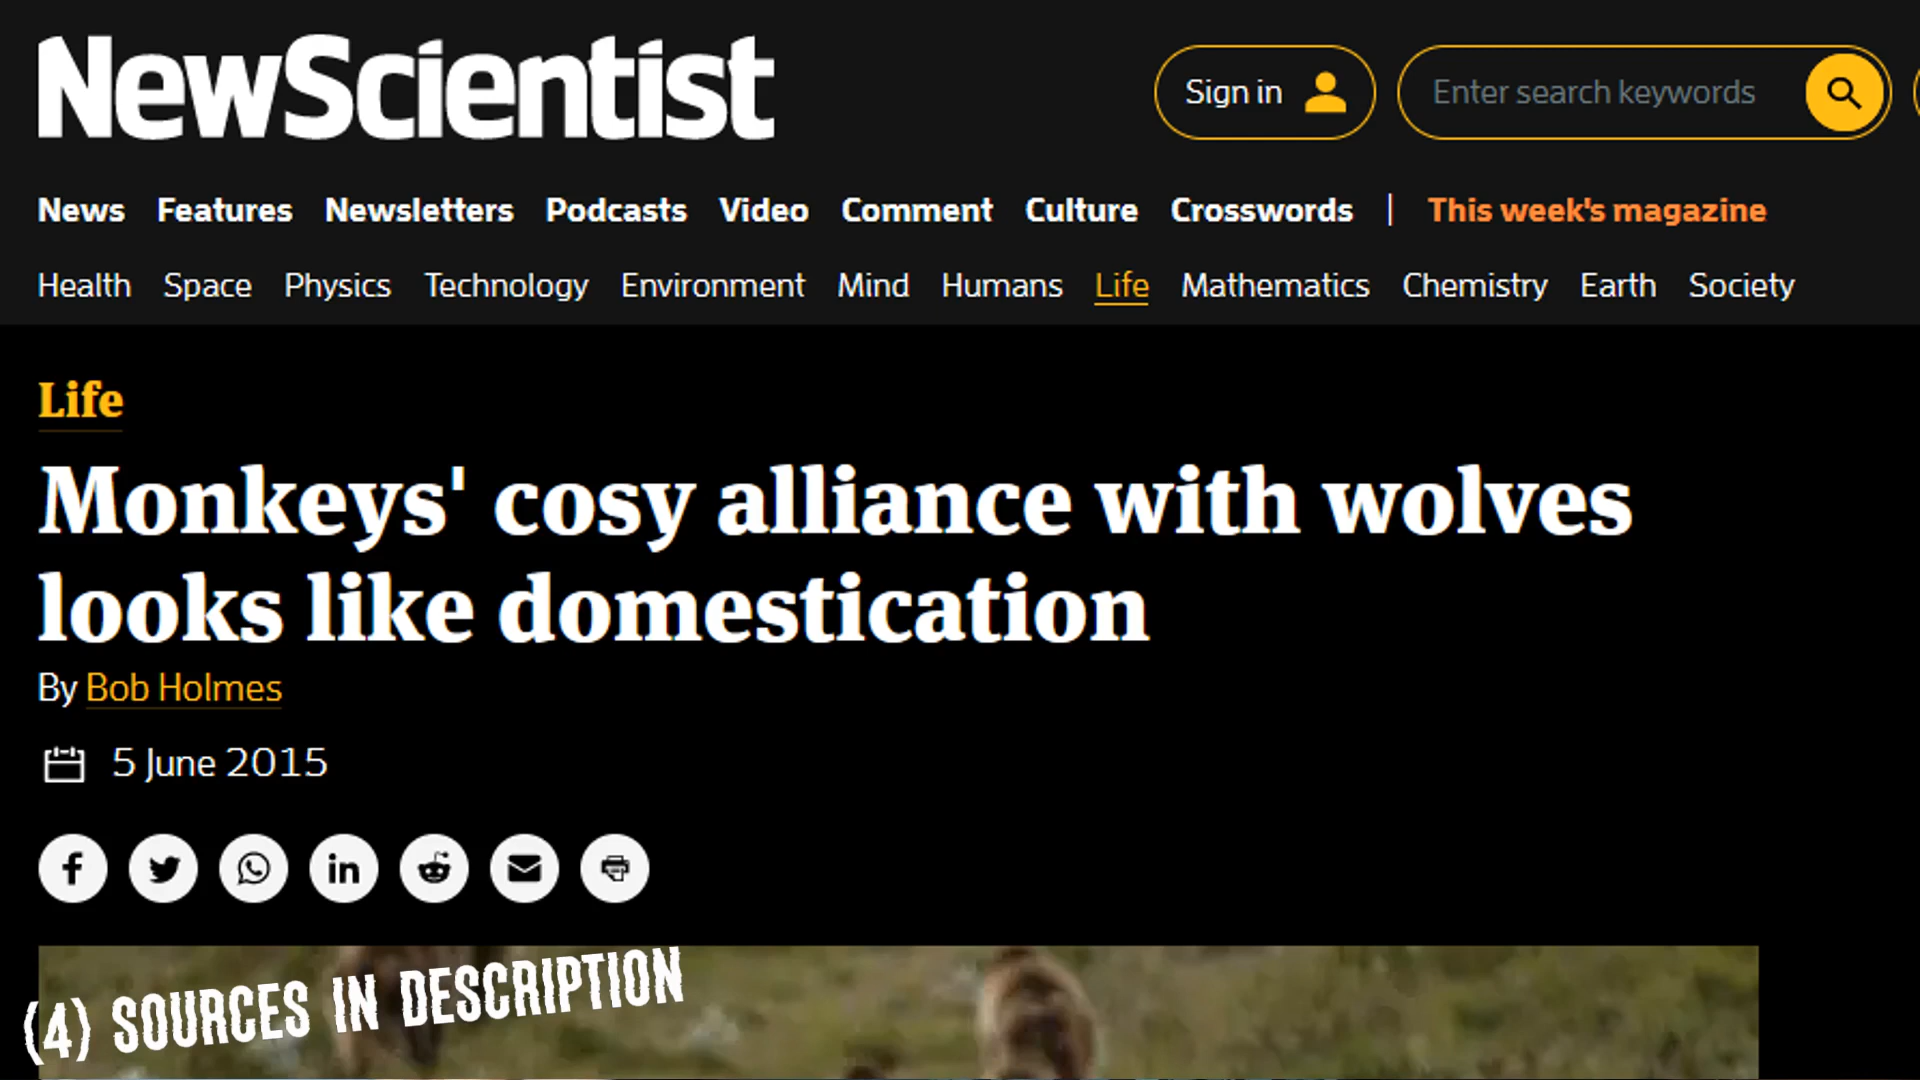 NewScientist
Sign in
Enter search keywords
News Features Newsletters Podcasts Video Comment Culture Crosswords | This week's magazine
Health Space Physics Technology Environment Mind Humans Life Mathematics Chemistry Earth Society
Life
Monkeys' cosy alliance with wolves
looks like domestication
By Bob Holmes
5 June 2015
(4) SOURCES IN DESCRIPTION